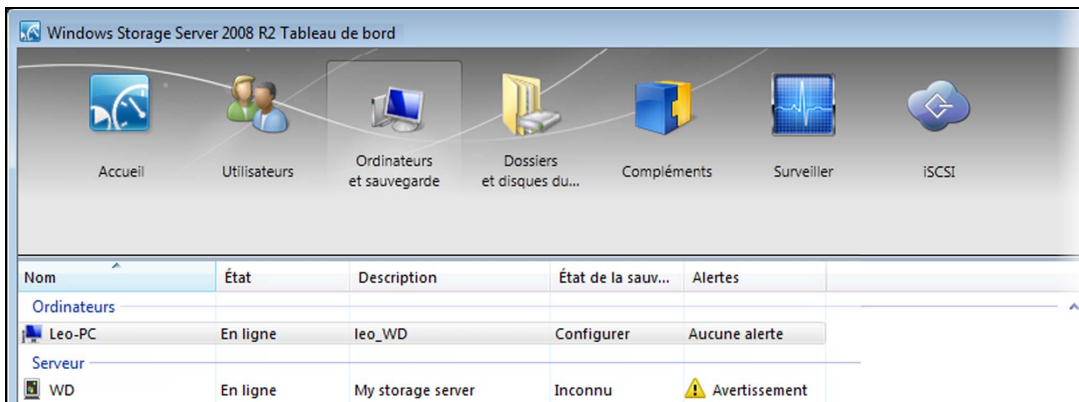 Windows Storage Server 2008 R2 Tableau de bord
Accueil
Utilisateurs
Ordinateurs
et sauvegarde
Dossiers
et disques du...
Compléments
Surveiller
iSCSI
Nom État Description État de la sauv... Alertes
Ordinateurs
Leo-PC En ligne leo_WD Configurer Aucune alerte
Serveur
WD En ligne My storage server Inconnu Avertissement